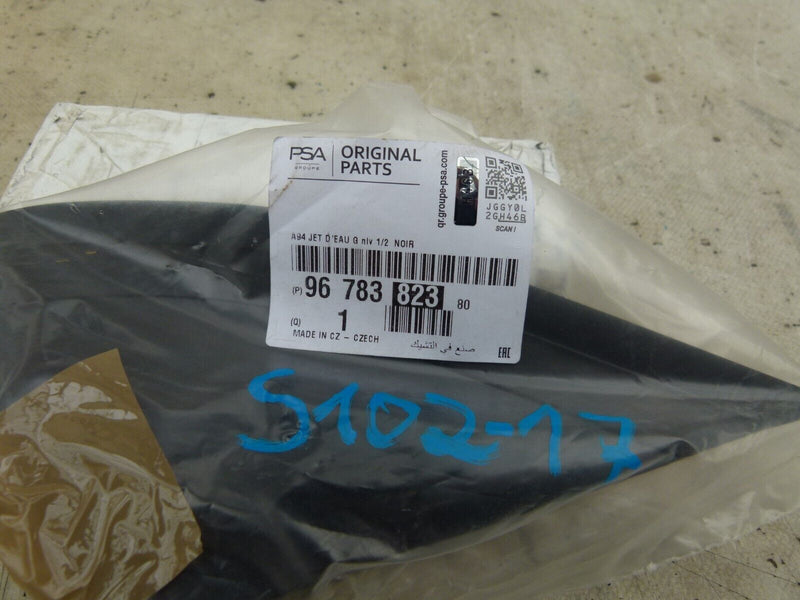 PSA
GROUPE
ORIGINAL
PARTS
qr.groupe-psa.com
JGGY0L
2GH46B
SCAN !
A94 JET D'EAU G niv 1/2 NOIR
(P) 96 783 823 80
(Q) 1
MADE IN CZ - CZECH
صنع في التشيك
EAC
S102-17